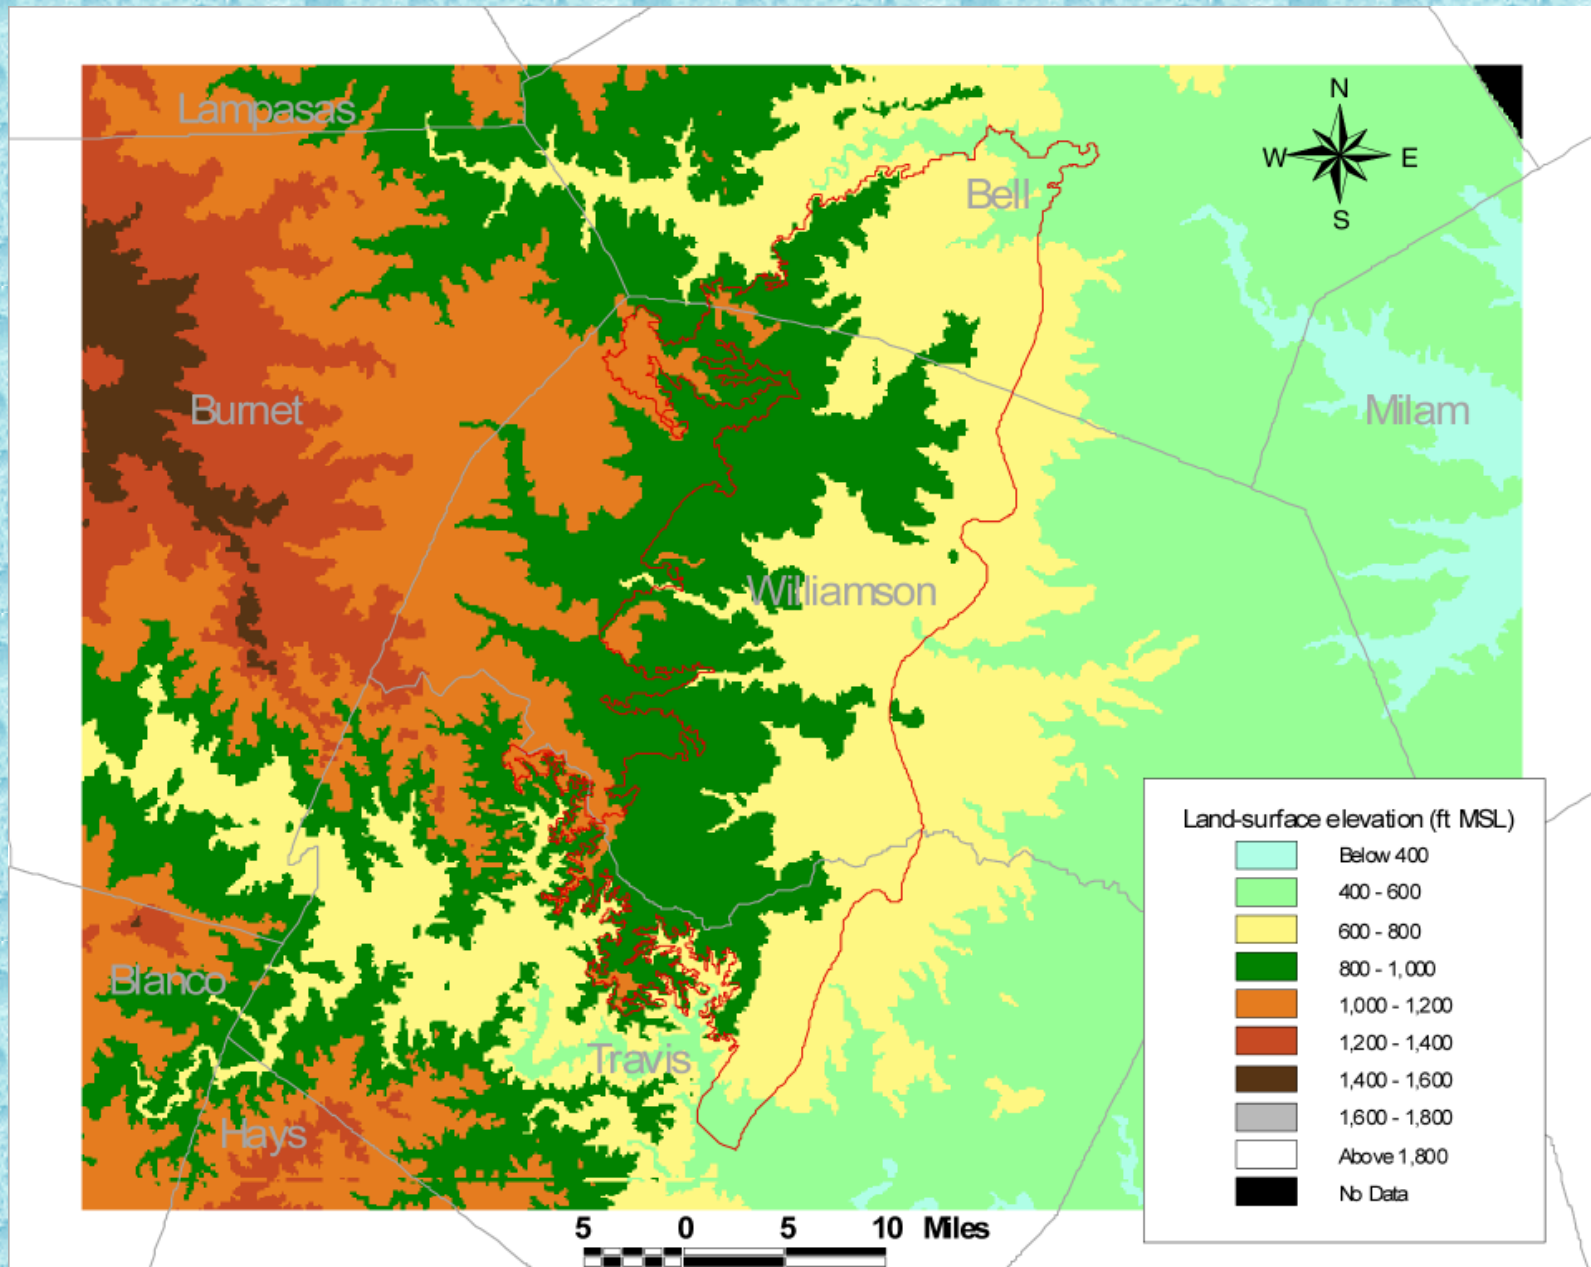 N
W E
S
Lampasas
Bell
Burnet
Milam
Williamson
Blanco
Travis
Hays
Land-surface elevation (ft MSL)
Below 400
400 - 600
600 - 800
800 - 1,000
1,000 - 1,200
1,200 - 1,400
1,400 - 1,600
1,600 - 1,800
Above 1,800
No Data
5 0 5 10 Miles